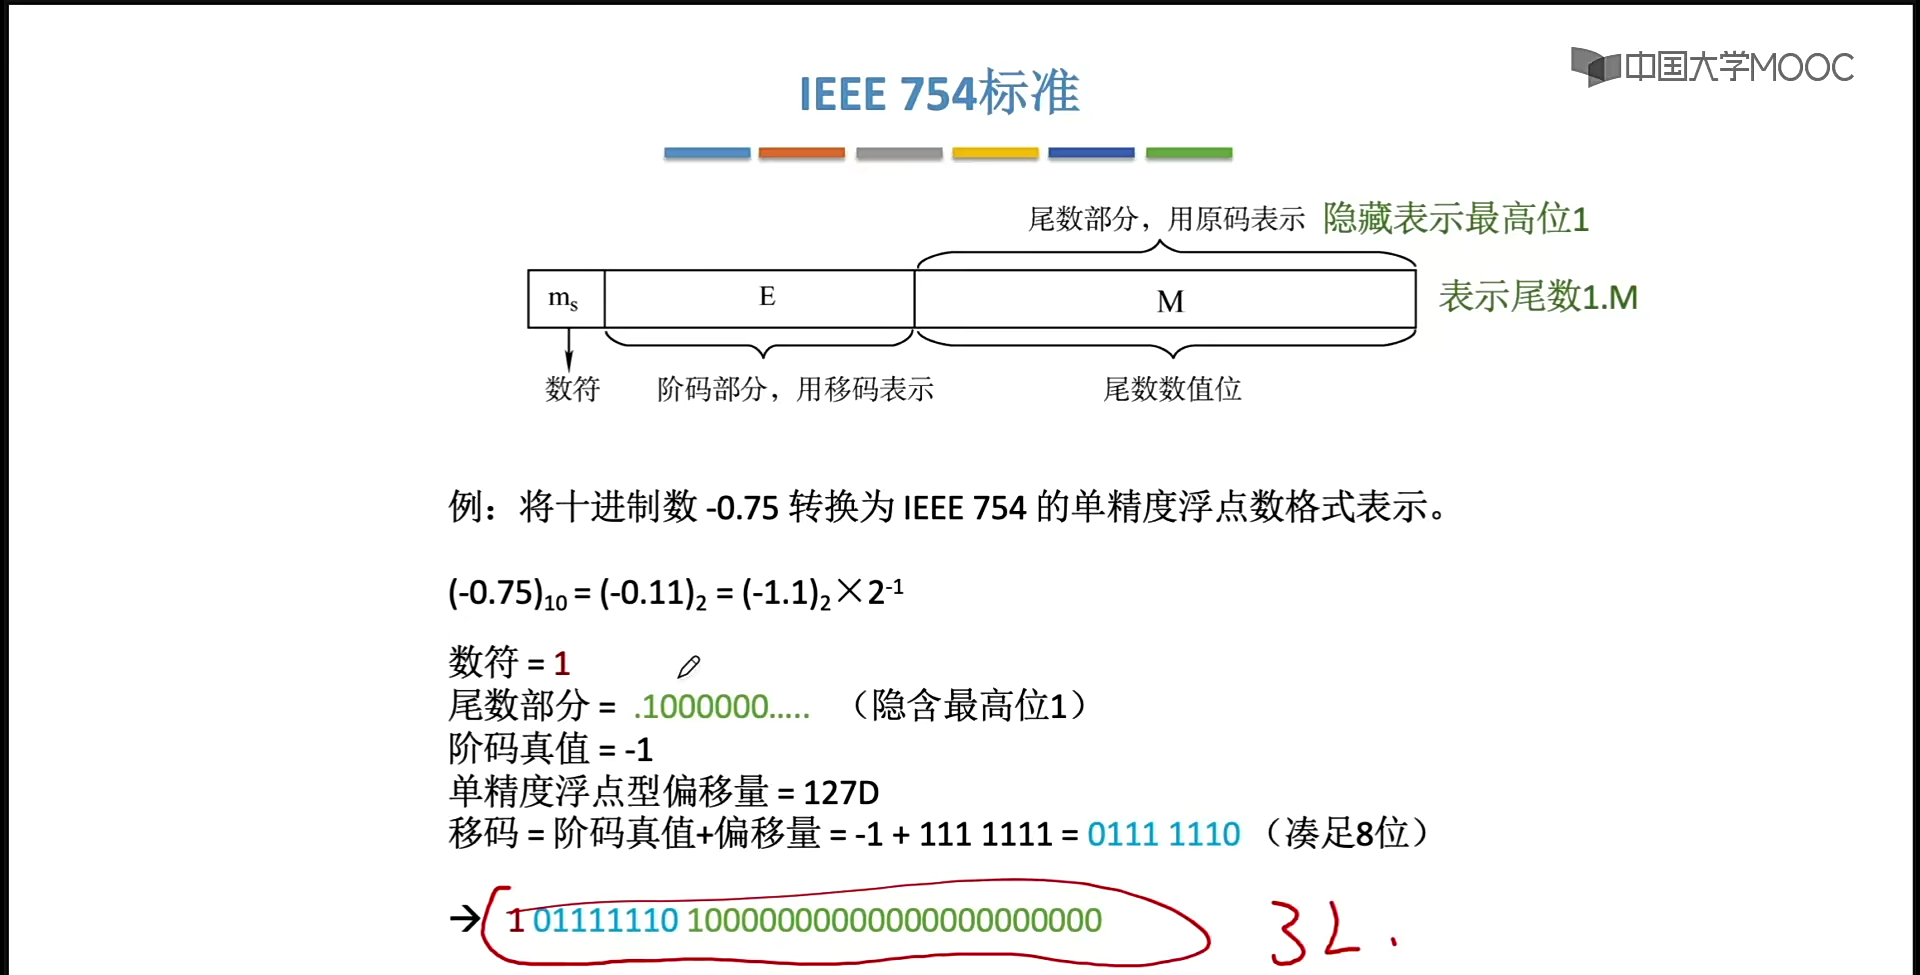 中国大学MOOC
IEEE 754标准
尾数部分，用原码表示 隐藏表示最高位1
mₛ E M 表示尾数1.M
数符 阶码部分，用移码表示 尾数数值位
例：将十进制数 -0.75 转换为 IEEE 754 的单精度浮点数格式表示。
(-0.75)₁₀ = (-0.11)₂ = (-1.1)₂×2⁻¹
数符 = 1
尾数部分 = .1000000..... （隐含最高位1）
阶码真值 = -1
单精度浮点型偏移量 = 127D
移码 = 阶码真值+偏移量 = -1 + 111 1111 = 0111 1110 （凑足8位）
→ 1 01111110 10000000000000000000000 32.